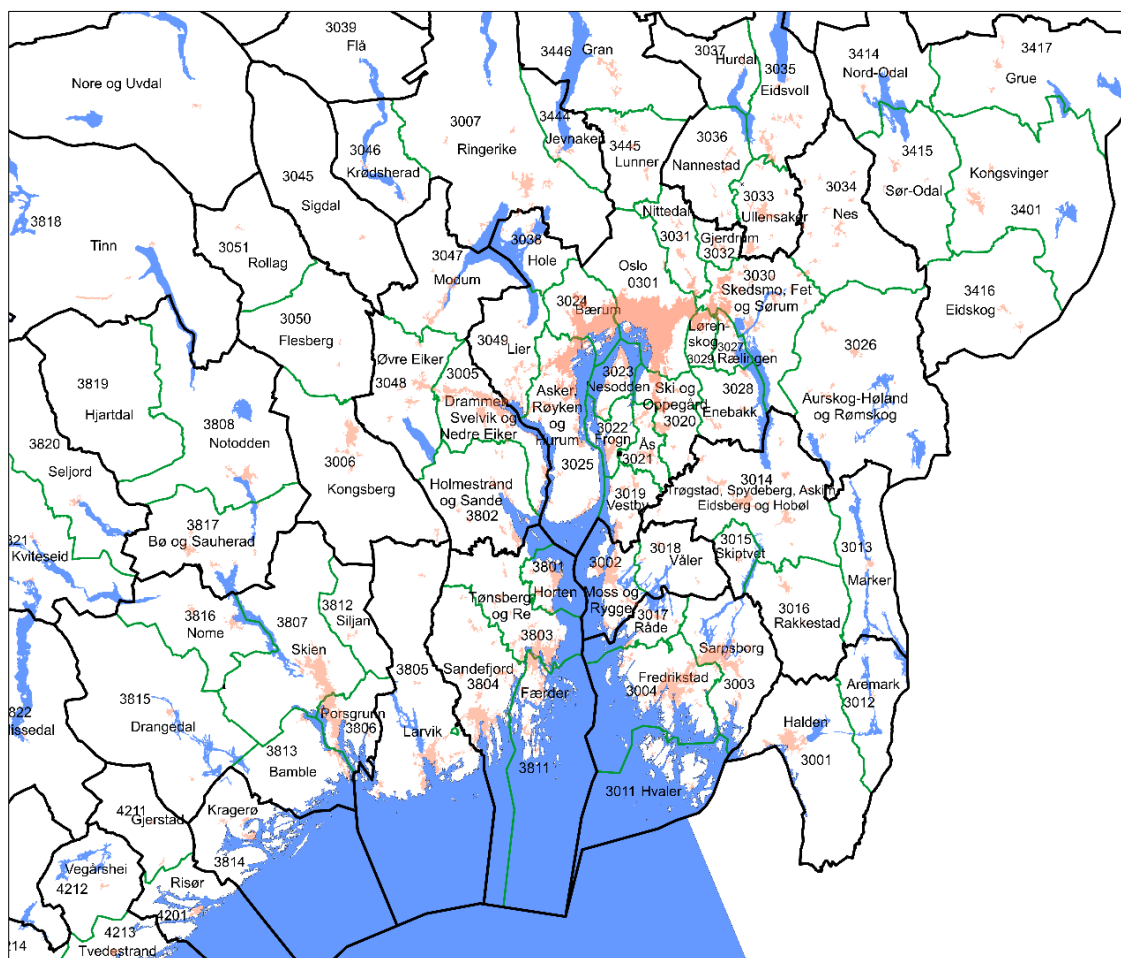 3039
Flå
3446
Gran
3037
Hurdal
3035
Eidsvoll
3414
Nord-Odal
3417
Grue
Nore og Uvdal
3007
Ringerike
3444
Jevnaker
3445
Lunner
3036
Nannestad
3046
Krødsherad
3045
Sigdal
3415
Sør-Odal
Kongsvinger
3401
3034
Nes
3033
Ullensaker
3818
Tinn
3051
Rollag
3047
Modum
3038
Hole
Nittedal
3031
Gjerdrum
3032
Oslo
0301
3030
Skedsmo, Fet
og Sørum
3416
Eidskog
3024
Bærum
3050
Flesberg
3049
Lier
Øvre Eiker
3048
3005
Drammen,
Svelvik og
Nedre Eiker
Asker,
Røyken
og
Hurum
3025
3023
Nesodden
Løren-
skog
3029
3027
Rælingen
3028
Enebakk
Ski og
Oppegård
3020
3026
Aurskog-Høland
og Rømskog
3819
Hjartdal
3808
Notodden
3820
Seljord
3006
Kongsberg
3022
Frogn
Ås
3021
3019
Vestby
3014
Trøgstad, Spydeberg, Askim,
Eidsberg og Hobøl
Holmestrand
og Sande
3802
3817
Bø og Sauherad
821
Kviteseid
3018
Våler
3015
Skiptvet
3013
Marker
3801
Horten
3002
Moss og
Rygge
3812
Siljan
3816
Nome
3807
Skien
Tønsberg
og Re
3803
3017
Råde
3016
Rakkestad
Sarpsborg
3003
Fredrikstad
3004
Sandefjord
3804
3805
Larvik
Færder
3811
Aremark
3012
3815
Drangedal
3822
issedal
Porsgrunn
3806
3813
Bamble
Halden
3001
3011 Hvaler
4211
Gjerstad
Kragerø
3814
Vegårshei
4212
Risør
4201
4213
Tvedestrand
214